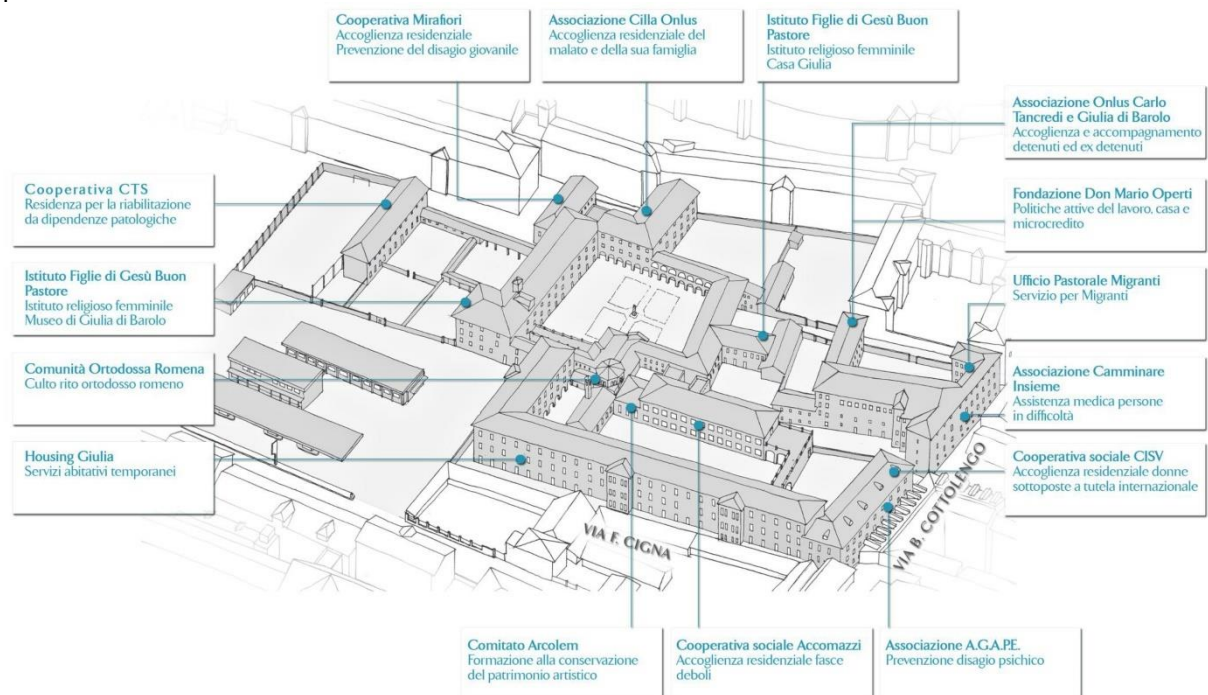 Cooperativa Mirafiori
Accoglienza residenziale
Prevenzione del disagio giovanile
Associazione Cilla Onlus
Accoglienza residenziale del
malato e della sua famiglia
Istituto Figlie di Gesù Buon
Pastore
Istituto religioso femminile
Casa Giulia
Associazione Onlus Carlo
Tancredi e Giulia di Barolo
Accoglienza e accompagnamento
detenuti ed ex detenuti
Cooperativa CTS
Residenza per la riabilitazione
da dipendenze patologiche
Fondazione Don Mario Operti
Politiche attive del lavoro, casa e
microcredito
Istituto Figlie di Gesù Buon
Pastore
Istituto religioso femminile
Museo di Giulia di Barolo
Ufficio Pastorale Migranti
Servizio per Migranti
Comunità Ortodossa Romena
Culto rito ortodosso romeno
Associazione Camminare
Insieme
Assistenza medica persone
in difficoltà
Housing Giulia
Servizi abitativi temporanei
Cooperativa sociale CISV
Accoglienza residenziale donne
sottoposte a tutela internazionale
VIA F. CIGNA
VIA B. COTTOLENGO
Comitato Arcolem
Formazione alla conservazione
del patrimonio artistico
Cooperativa sociale Accomazzi
Accoglienza residenziale fasce
deboli
Associazione A.G.A.P.E.
Prevenzione disagio psichico